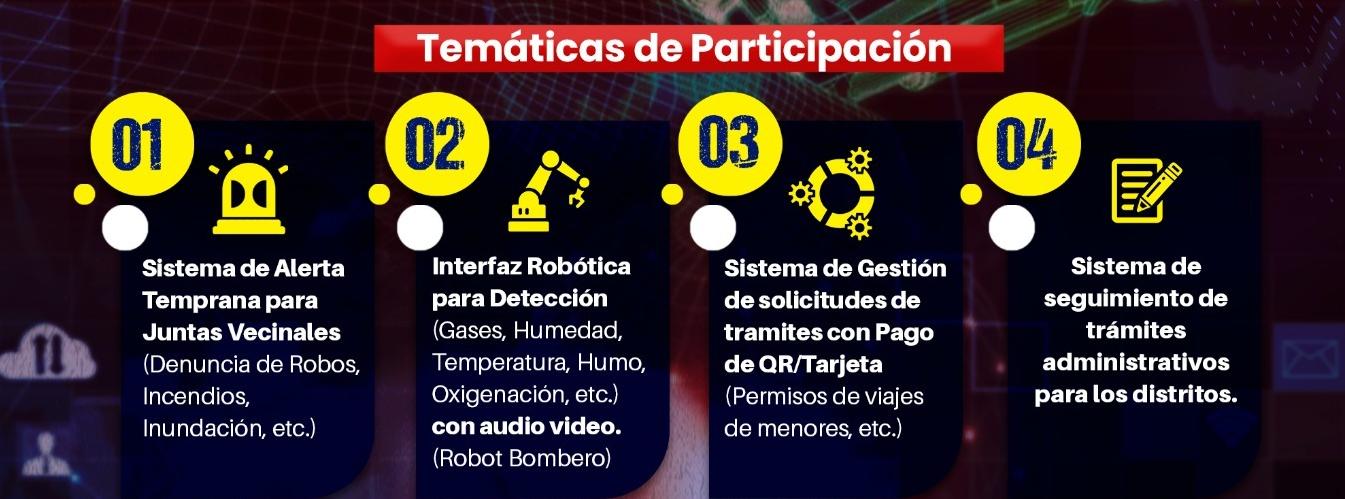 Temáticas de Participación
01
Sistema de Alerta
Temprana para
Juntas Vecinales
(Denuncia de Robos,
Incendios,
Inundación, etc.)
02
Interfaz Robótica
para Detección
(Gases, Humedad,
Temperatura, Humo,
Oxigenación, etc.)
con audio video.
(Robot Bombero)
03
Sistema de Gestión
de solicitudes de
tramites con Pago
de QR/Tarjeta
(Permisos de viajes
de menores, etc.)
04
Sistema de
seguimiento de
trámites
administrativos
para los distritos.